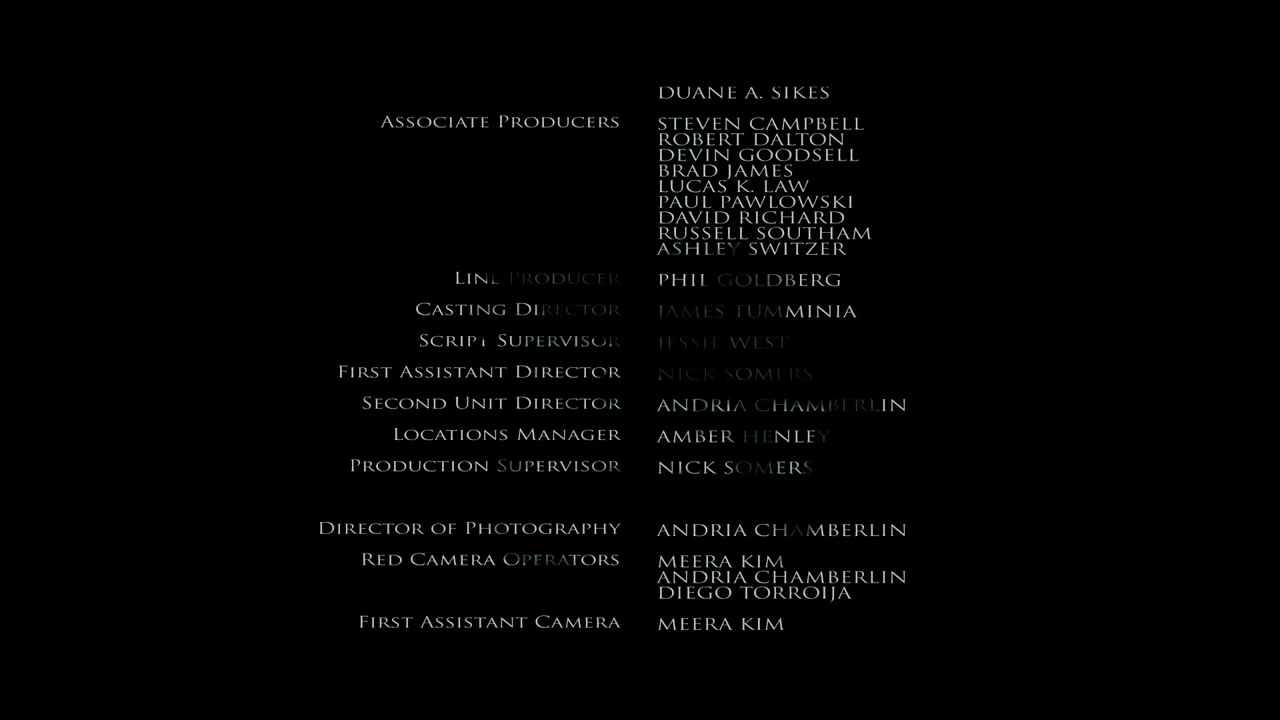 DUANE A. SIKES
ASSOCIATE PRODUCERS STEVEN CAMPBELL
ROBERT DALTON
DEVIN GOODSELL
BRAD JAMES
LUCAS K. LAW
PAUL PAWLOWSKI
DAVID RICHARD
RUSSELL SOUTHAM
ASHLEY SWITZER
LINE PRODUCER PHIL GOLDBERG
CASTING DIRECTOR JAMES TUMMINIA
SCRIPT SUPERVISOR JESSIE WEST
FIRST ASSISTANT DIRECTOR NICK SOMERS
SECOND UNIT DIRECTOR ANDRIA CHAMBERLIN
LOCATIONS MANAGER AMBER HENLEY
PRODUCTION SUPERVISOR NICK SOMERS
DIRECTOR OF PHOTOGRAPHY ANDRIA CHAMBERLIN
RED CAMERA OPERATORS MEERA KIM
ANDRIA CHAMBERLIN
DIEGO TORROIJA
FIRST ASSISTANT CAMERA MEERA KIM